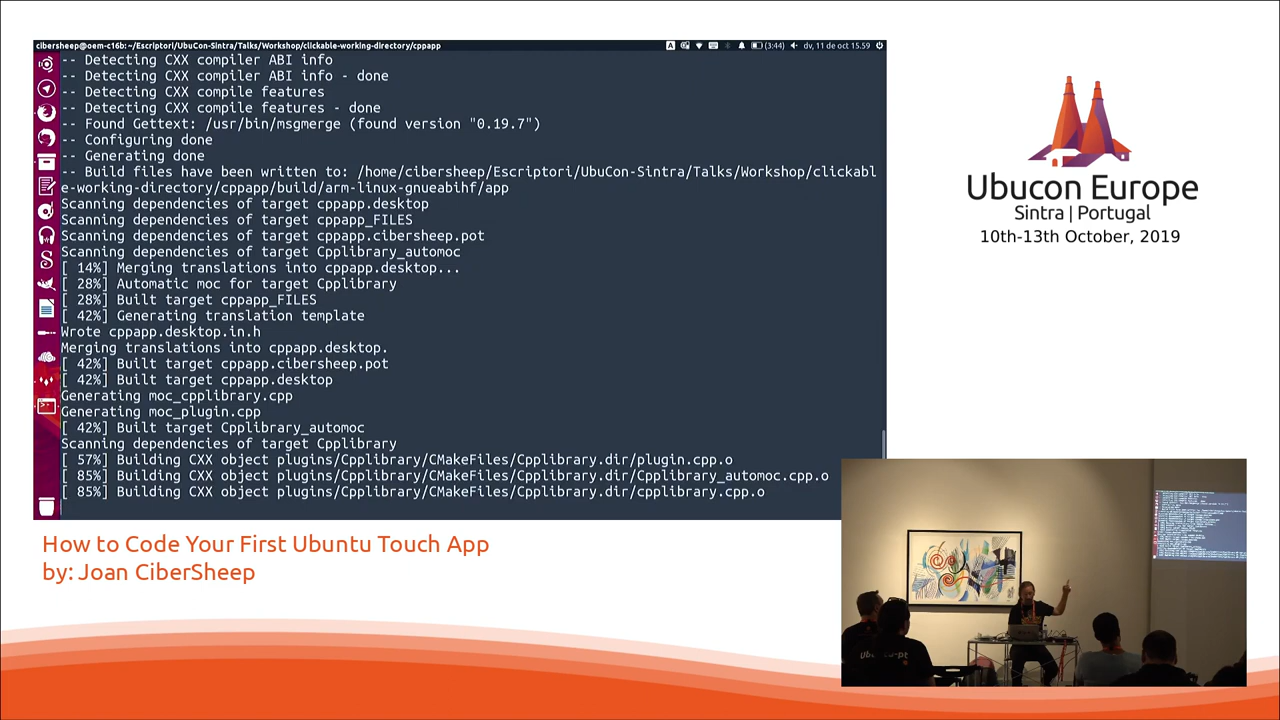 cibersheep@oem-c16b: ~/Escriptori/UbuCon-Sintra/Talks/Workshop/clickable-working-directory/cppapp
A (3:44) dv, 11 de oct 15.59
-- Detecting CXX compiler ABI info
-- Detecting CXX compiler ABI info - done
-- Detecting CXX compile features
-- Detecting CXX compile features - done
-- Found Gettext: /usr/bin/msgmerge (found version "0.19.7")
-- Configuring done
-- Generating done
-- Build files have been written to: /home/cibersheep/Escriptori/UbuCon-Sintra/Talks/Workshop/clickabl
e-working-directory/cppapp/build/arm-linux-gnueabihf/app
Scanning dependencies of target cppapp.desktop
Scanning dependencies of target cppapp_FILES
Scanning dependencies of target cppapp.cibersheep.pot
Scanning dependencies of target Cpplibrary_automoc
[ 14%] Merging translations into cppapp.desktop...
[ 28%] Automatic moc for target Cpplibrary
[ 28%] Built target cppapp_FILES
[ 42%] Generating translation template
Wrote cppapp.desktop.in.h
Merging translations into cppapp.desktop.
[ 42%] Built target cppapp.cibersheep.pot
[ 42%] Built target cppapp.desktop
Generating moc_cpplibrary.cpp
Generating moc_plugin.cpp
[ 42%] Built target Cpplibrary_automoc
Scanning dependencies of target Cpplibrary
[ 57%] Building CXX object plugins/Cpplibrary/CMakeFiles/Cpplibrary.dir/plugin.cpp.o
[ 85%] Building CXX object plugins/Cpplibrary/CMakeFiles/Cpplibrary.dir/Cpplibrary_automoc.cpp.o
[ 85%] Building CXX object plugins/Cpplibrary/CMakeFiles/Cpplibrary.dir/cpplibrary.cpp.o
Ubucon Europe
Sintra | Portugal
10th-13th October, 2019
How to Code Your First Ubuntu Touch App
by: Joan CiberSheep